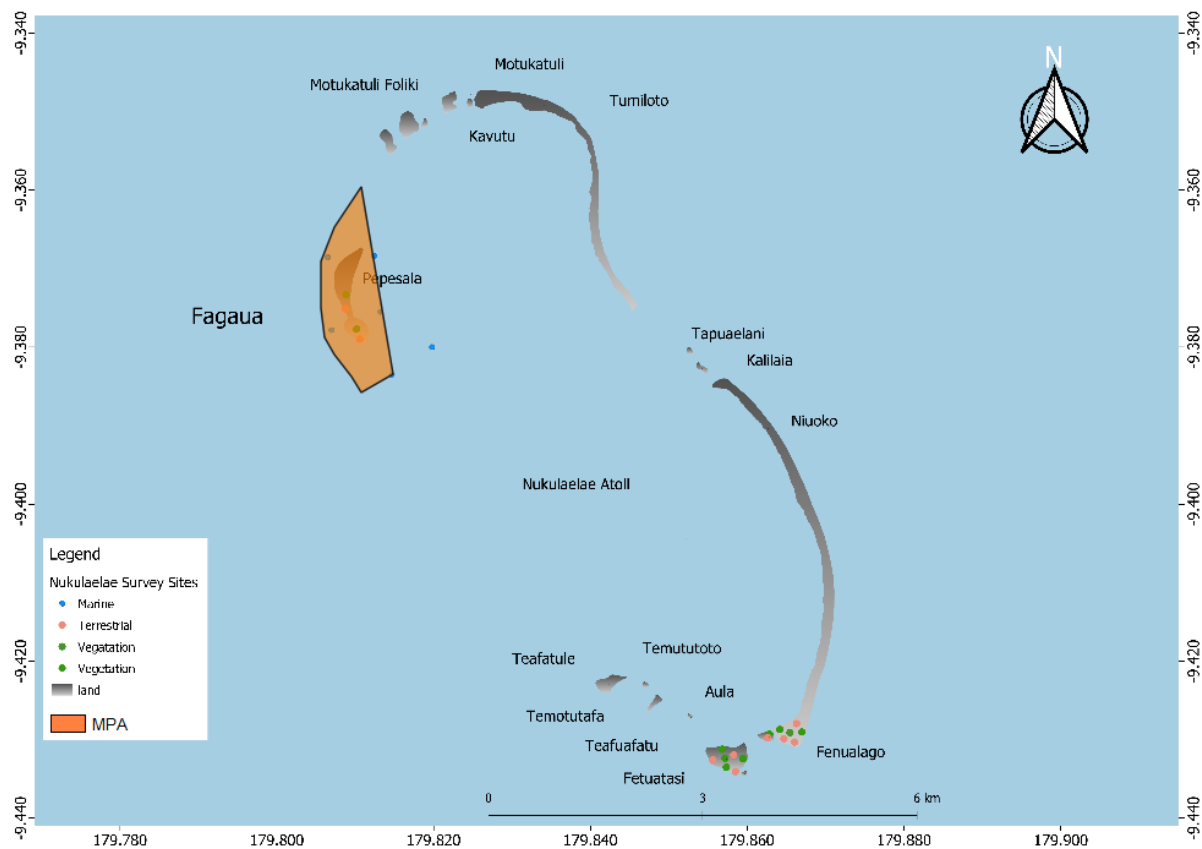 -9.340
-9.340
N
Motukatuli
Motukatuli Foliki
Tumiloto
Kavutu
-9.360
-9.360
Pepesala
Fagaua
Tapuaelani
-9.380
-9.380
Kalilaia
Niuoko
Nukulaelae Atoll
-9.400
-9.400
Legend
Nukulaelae Survey Sites
Marine
Terrestrial
Vegatation
Vegetation
land
MPA
Temututoto
Teafatule
-9.420
-9.420
Aula
Temotutafa
Teafuafatu
Fenualago
Fetuatasi
0 3 6 km
-9.440
-9.440
179.780 179.800 179.820 179.840 179.860 179.880 179.900